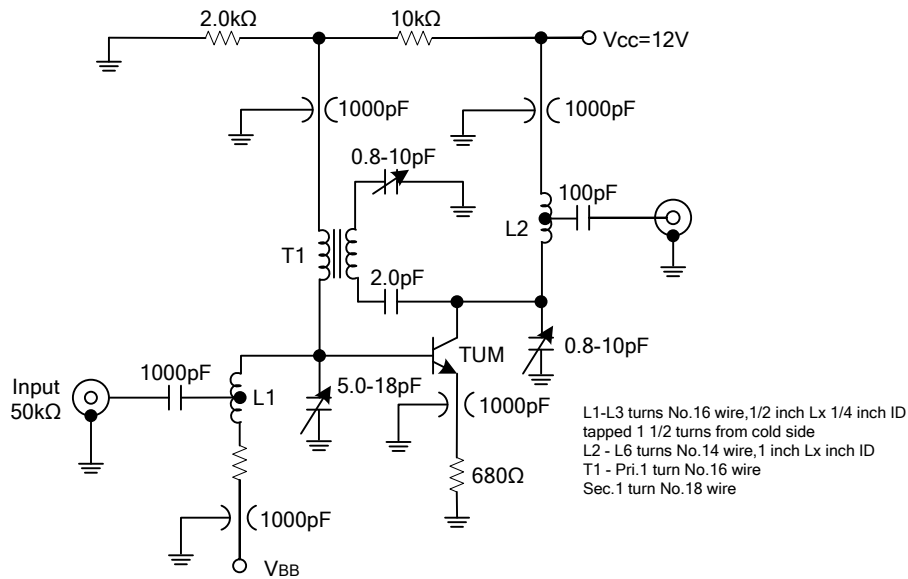 2.0kΩ
10kΩ
Vcc=12V
1000pF
1000pF
0.8-10pF
100pF
T1
L2
2.0pF
TUM
0.8-10pF
1000pF
Input
50kΩ
L1
5.0-18pF
1000pF
680Ω
1000pF
VBB
L1-L3 turns No.16 wire,1/2 inch Lx 1/4 inch ID
tapped 1 1/2 turns from cold side
L2 - L6 turns No.14 wire,1 inch Lx inch ID
T1 - Pri.1 turn No.16 wire
Sec.1 turn No.18 wire